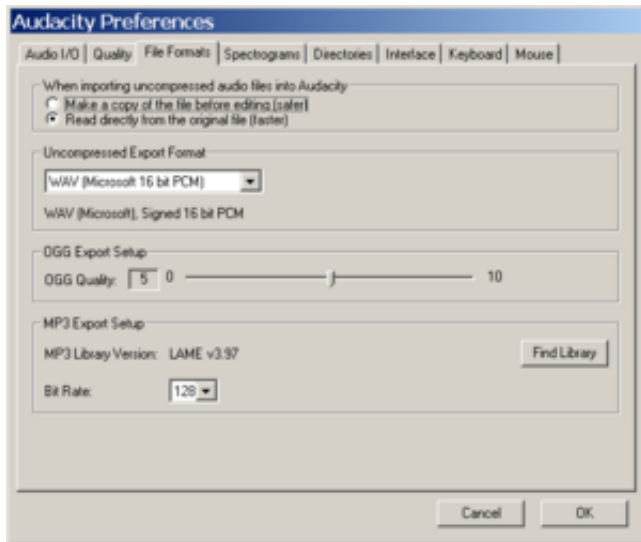 Audacity Preferences
Audio I/O Quality File Formats Spectrograms Directories Interface Keyboard Mouse
When importing uncompressed audio files into Audacity
Make a copy of the file before editing (safer)
Read directly from the original file (faster)
Uncompressed Export Format
WAV (Microsoft 16 bit PCM)
WAV (Microsoft), Signed 16 bit PCM
OGG Export Setup
OGG Quality: 5 0 10
MP3 Export Setup
MP3 Library Version: LAME v3.97 Find Library
Bit Rate: 128
Cancel OK